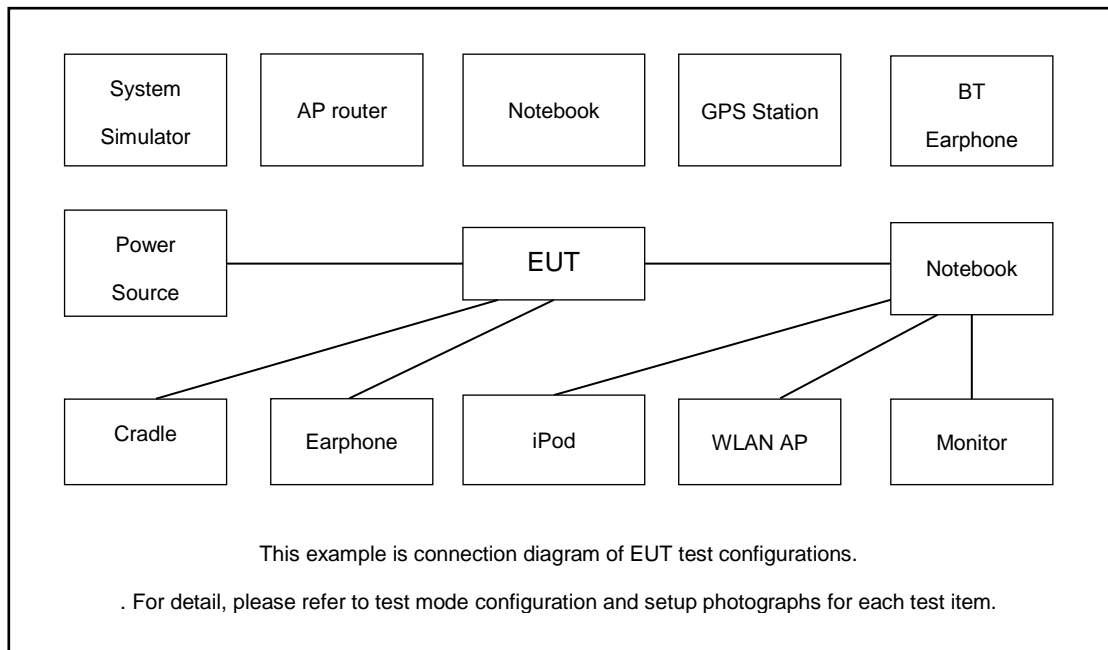 System
Simulator
AP router
Notebook
GPS Station
BT
Earphone
Power
Source
EUT
Notebook
Cradle
Earphone
iPod
WLAN AP
Monitor
This example is connection diagram of EUT test configurations.
. For detail, please refer to test mode configuration and setup photographs for each test item.